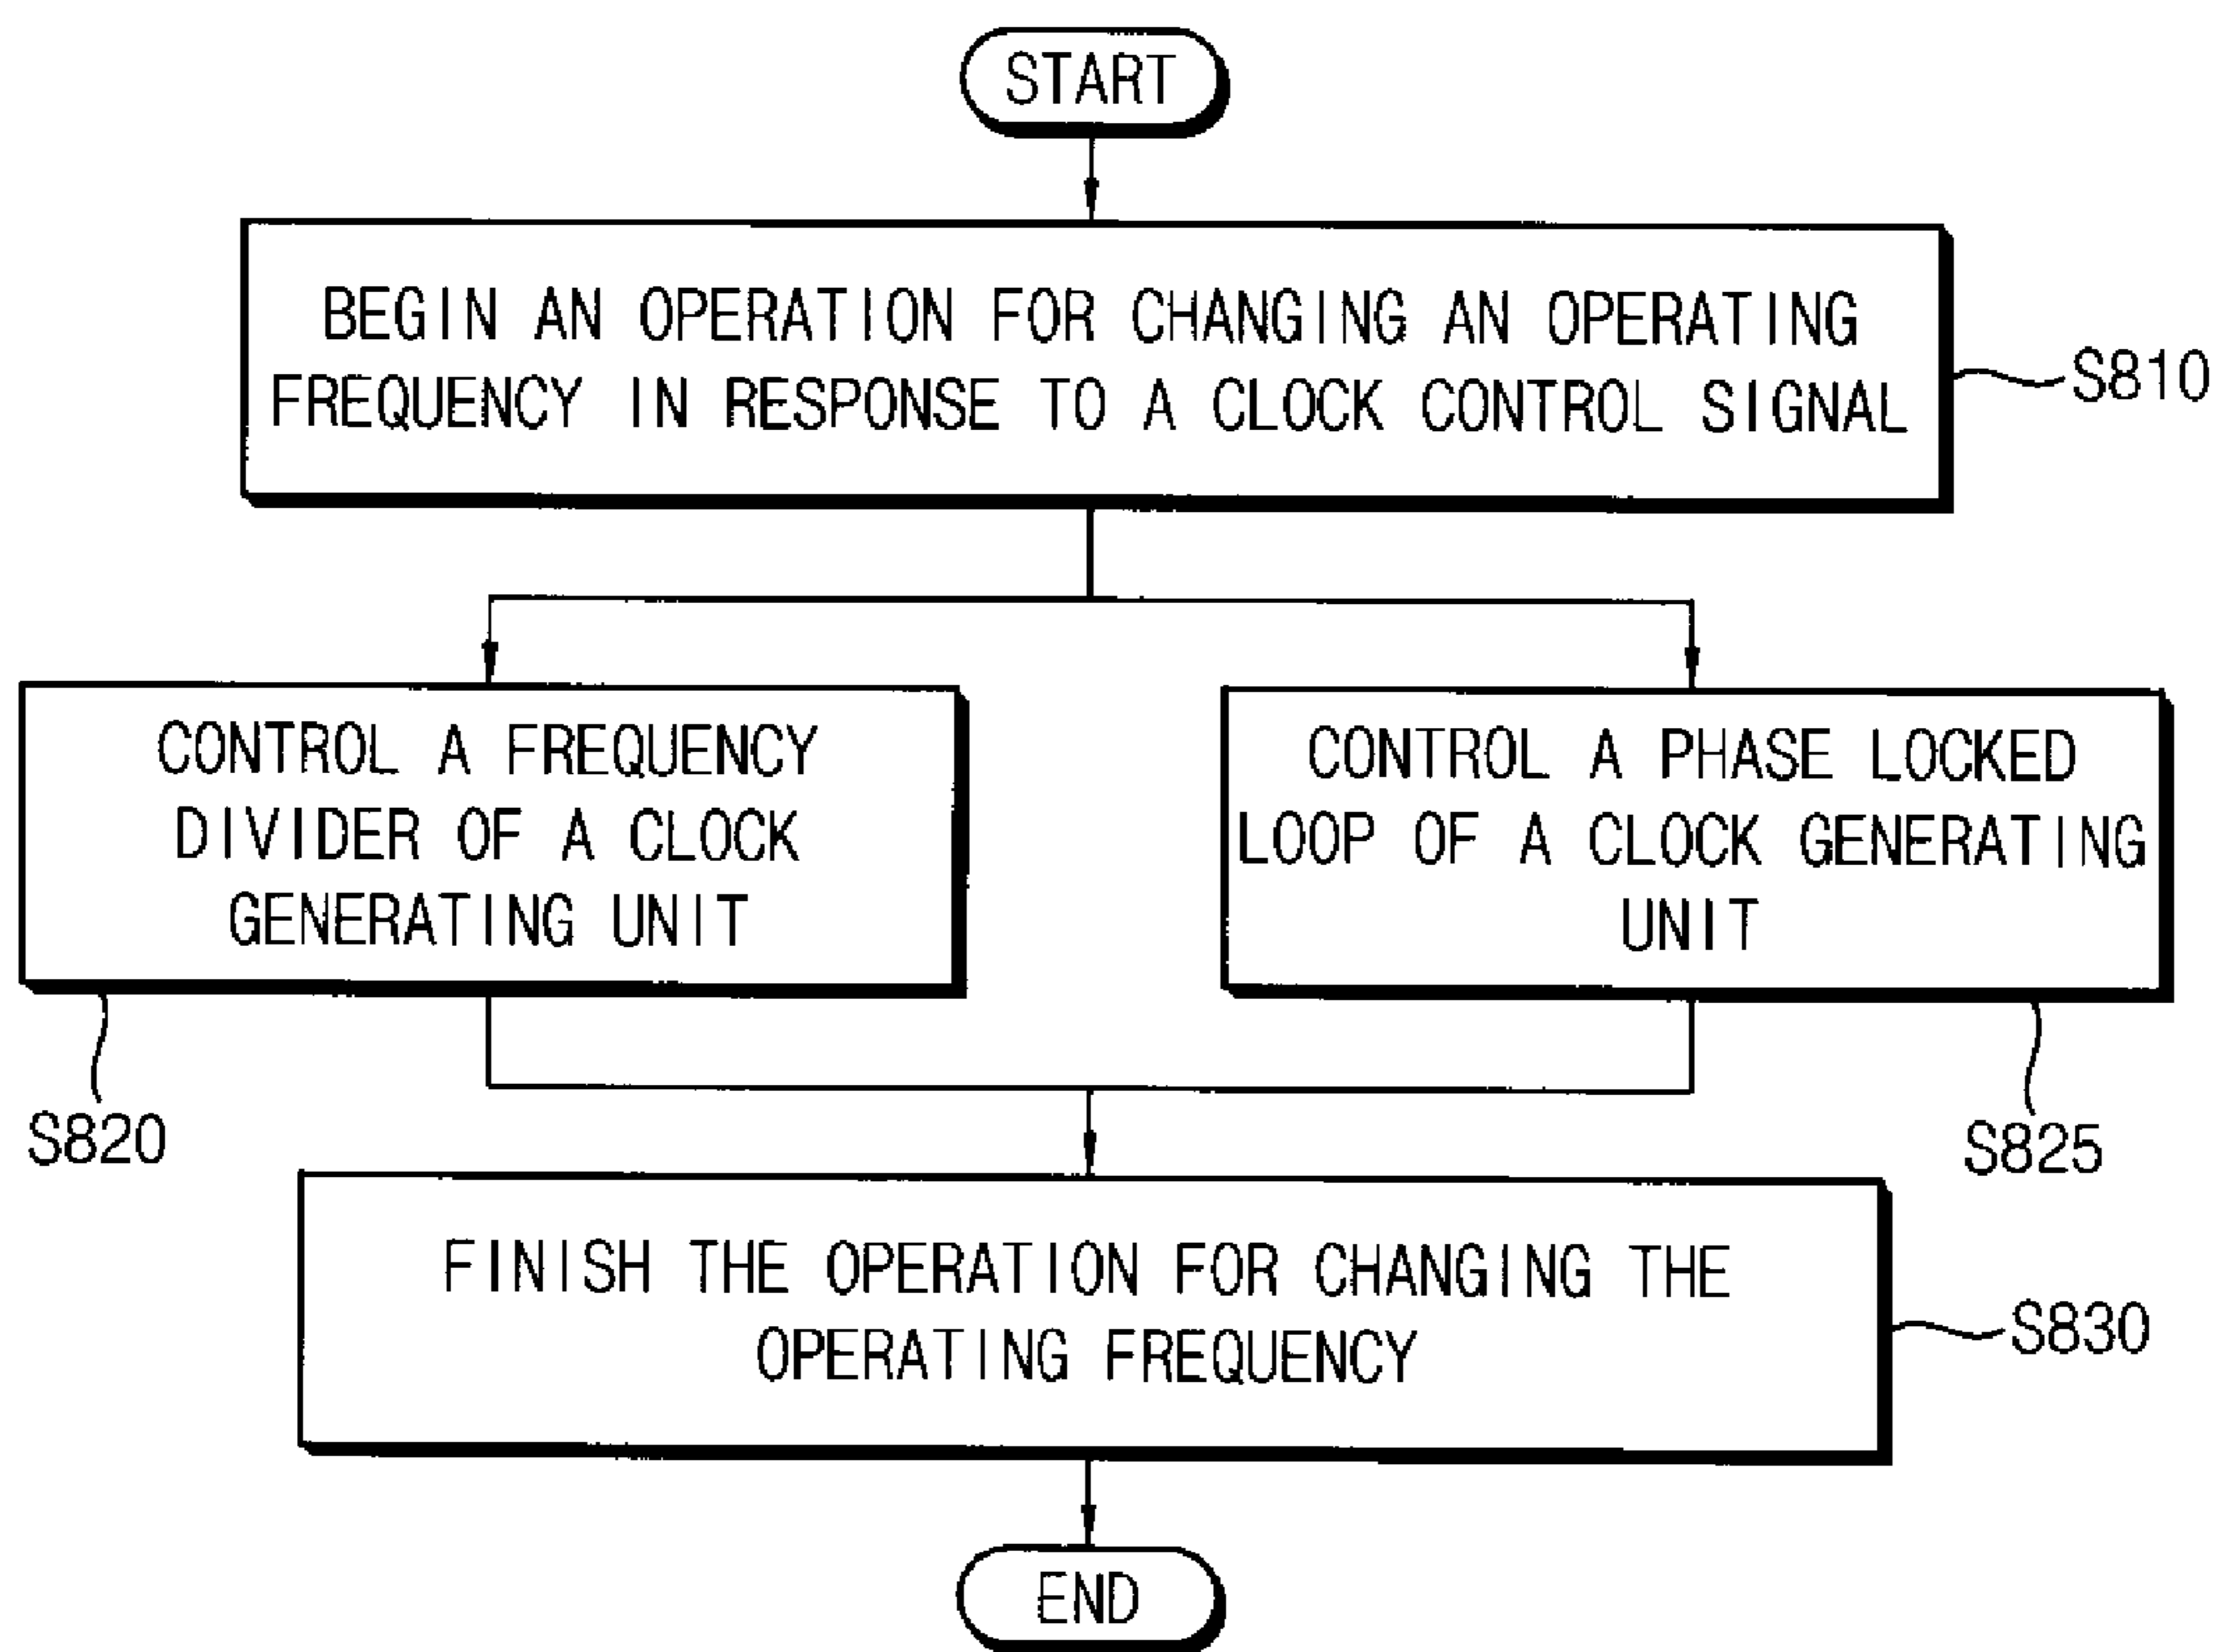 START
BEGIN AN OPERATION FOR CHANGING AN OPERATING
FREQUENCY IN RESPONSE TO A CLOCK CONTROL SIGNAL
S810
CONTROL A FREQUENCY
DIVIDER OF A CLOCK
GENERATING UNIT
S820
CONTROL A PHASE LOCKED
LOOP OF A CLOCK GENERATING
UNIT
S825
FINISH THE OPERATION FOR CHANGING THE
OPERATING FREQUENCY
S830
END